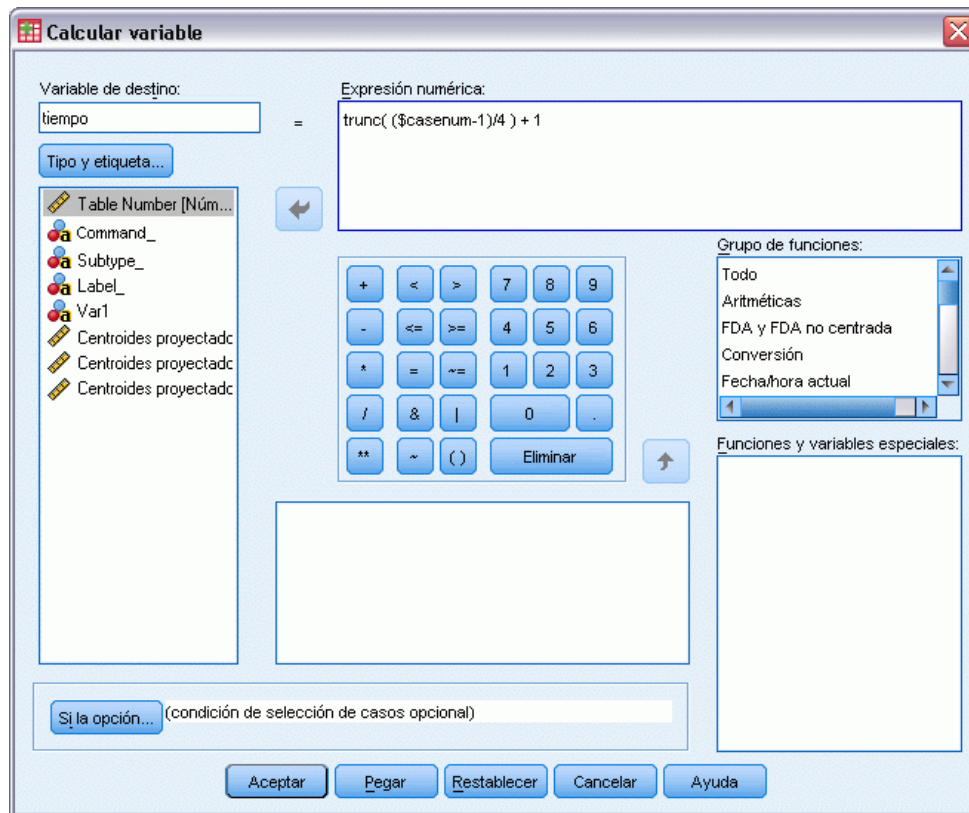 Calcular variable
Variable de destino:
tiempo
=
Expresión numérica:
trunc( ($casenum-1)/4 ) + 1
Tipo y etiqueta...
Table Number [Núm...
Command_
Subtype_
Label_
Var1
Centroides proyectadc
Centroides proyectadc
Centroides proyectadc
+ < > 7 8 9
- <= >= 4 5 6
* = ~= 1 2 3
/ & | 0 .
** ~ ( ) Eliminar
Grupo de funciones:
Todo
Aritméticas
FDA y FDA no centrada
Conversión
Fecha/hora actual
Funciones y variables especiales:
Si la opción... (condición de selección de casos opcional)
Aceptar Pegar Restablecer Cancelar Ayuda